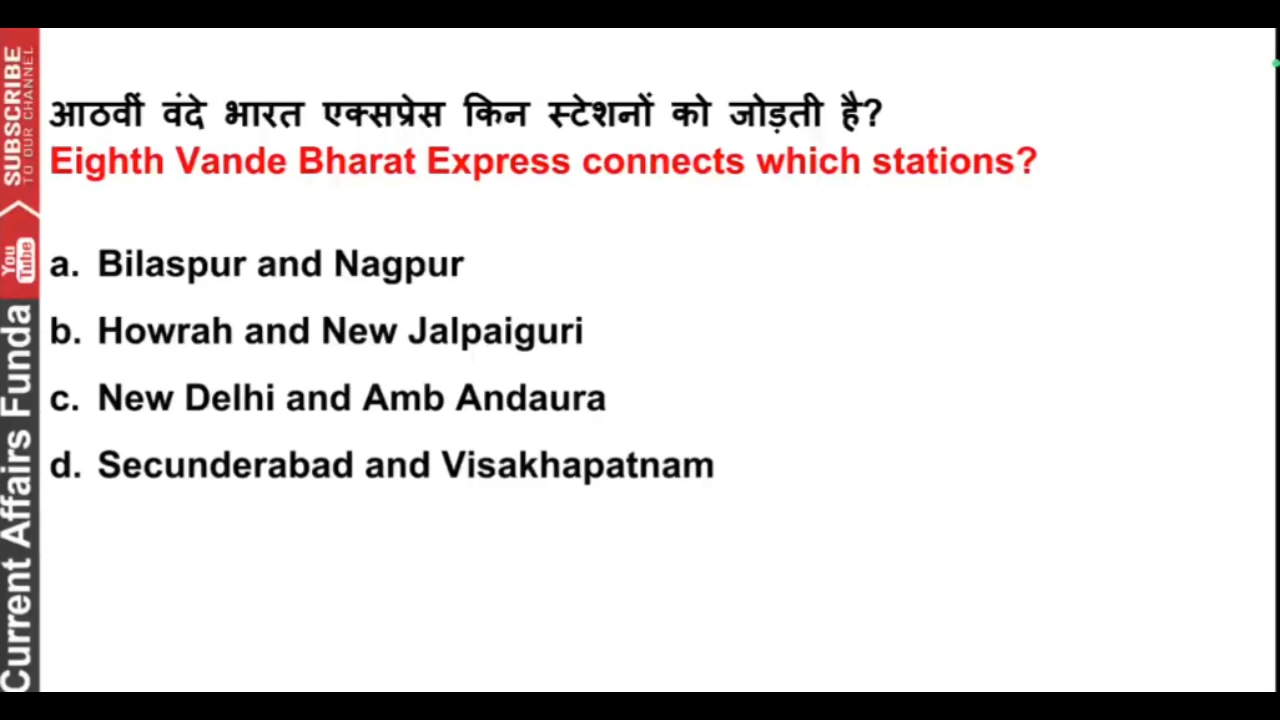 आठवीं वंदे भारत एक्सप्रेस किन स्टेशनों को जोड़ती है?
Eighth Vande Bharat Express connects which stations?
a. Bilaspur and Nagpur
b. Howrah and New Jalpaiguri
c. New Delhi and Amb Andaura
d. Secunderabad and Visakhapatnam
SUBSCRIBE
TO OUR CHANNEL
You
Tube
Current Affairs Funda